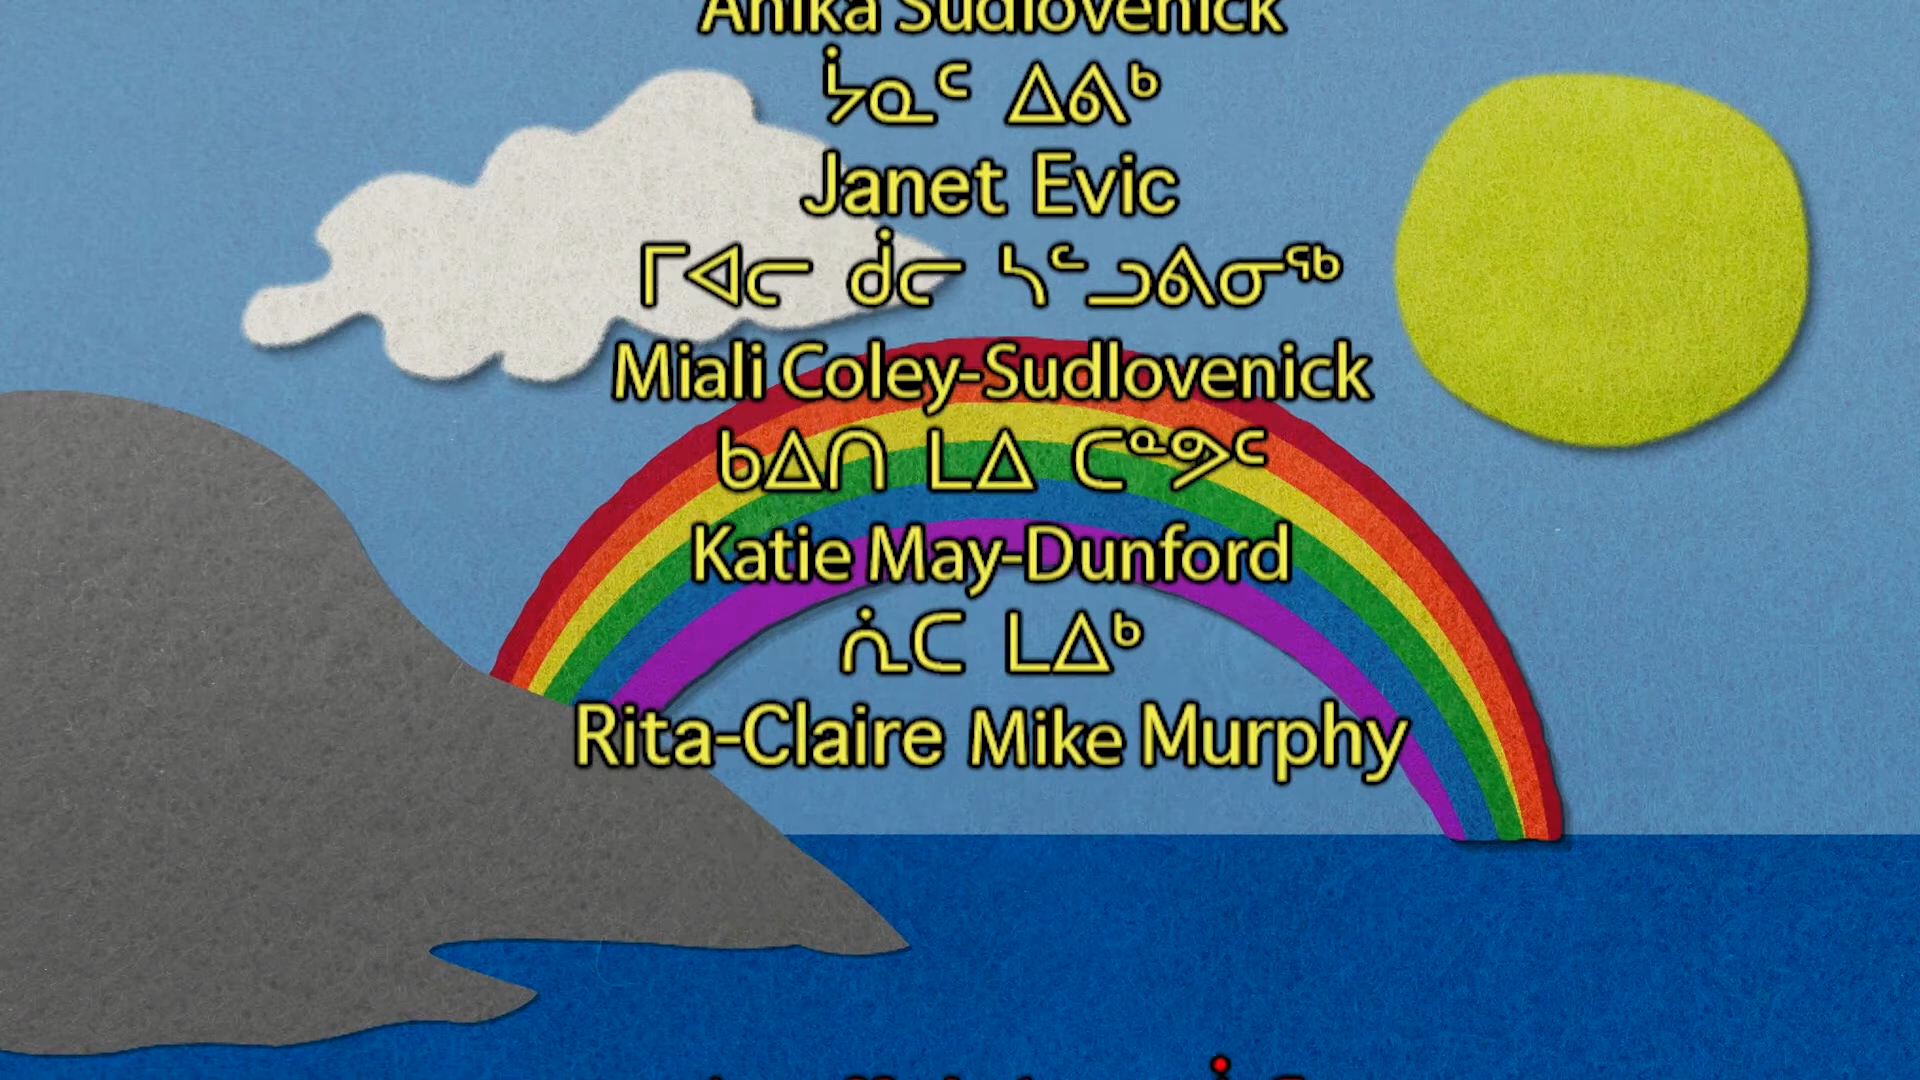 Anika Sudlovenick
ᔮᓇᑦ ᐃᕕᒃ
Janet Evic
ᒥᐊᓕ ᑰᓕ ᓴᓪᓗᕕᓂᖅ
Miali Coley-Sudlovenick
ᑲᐃᑎ ᒪᐃ ᑕᓐᕗᑦ
Katie May-Dunford
ᕇᑕ ᒪᐃᒃ
Rita-Claire Mike Murphy